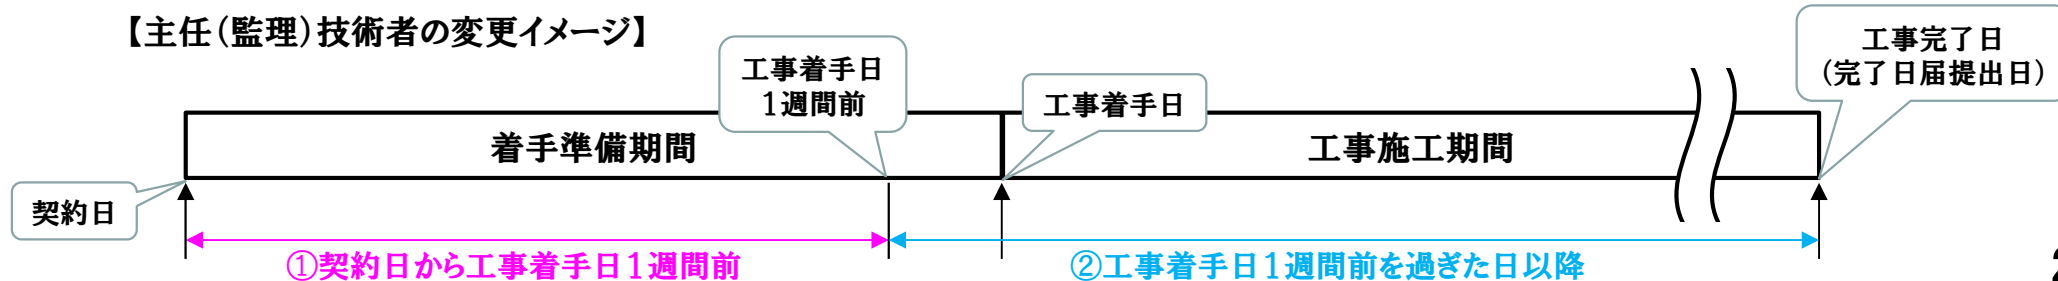 【主任(監理)技術者の変更イメージ】
工事着手日
1週間前
工事着手日
工事完了日
(完了日届提出日)
着手準備期間
工事施工期間
契約日
①契約日から工事着手日1週間前
②工事着手日1週間前を過ぎた日以降